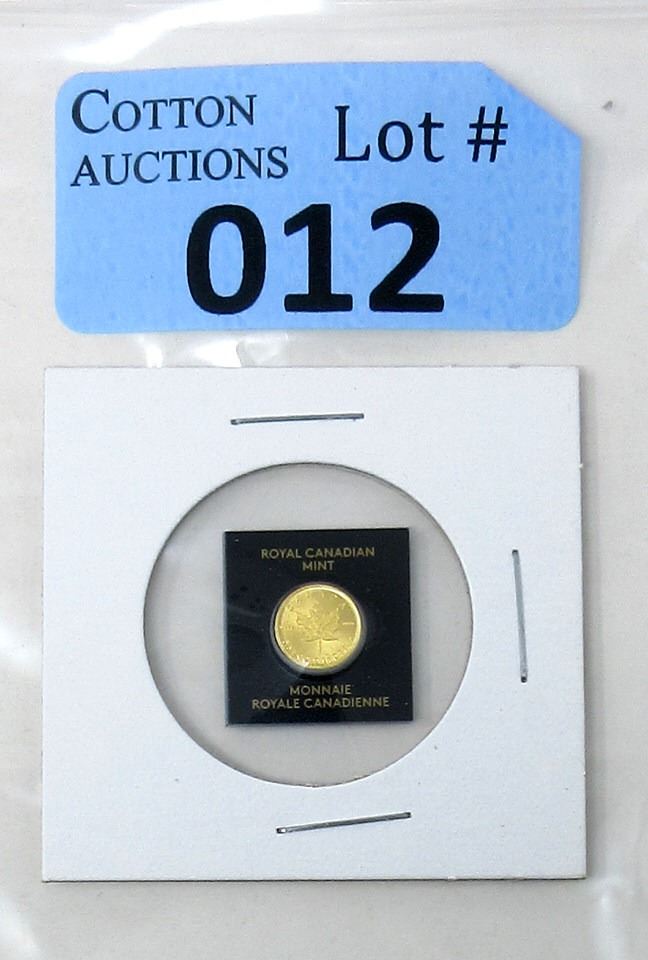 COTTON
AUCTIONS
Lot #
012
ROYAL CANADIAN
MINT
MONNAIE
ROYALE CANADIENNE